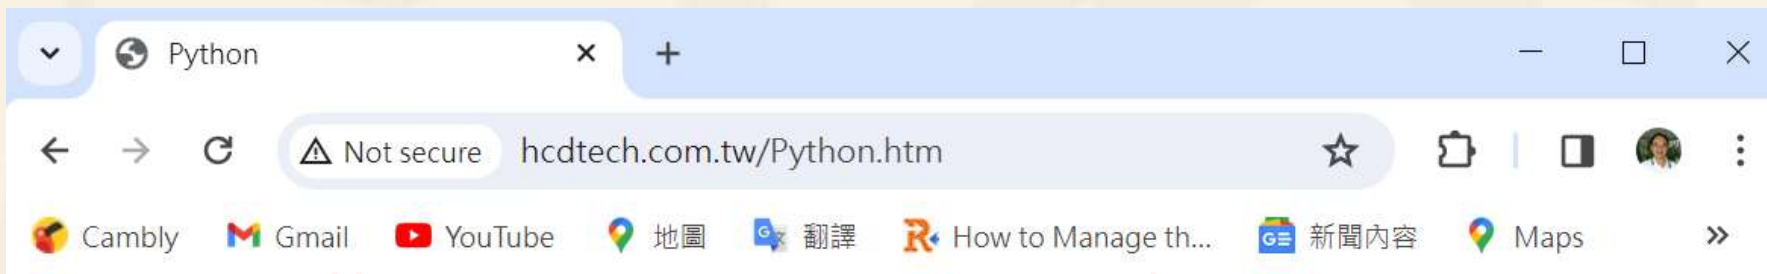 Python
Not secure hcdtech.com.tw/Python.htm
Cambly Gmail YouTube 地圖 翻譯 How to Manage th... 新聞內容 Maps